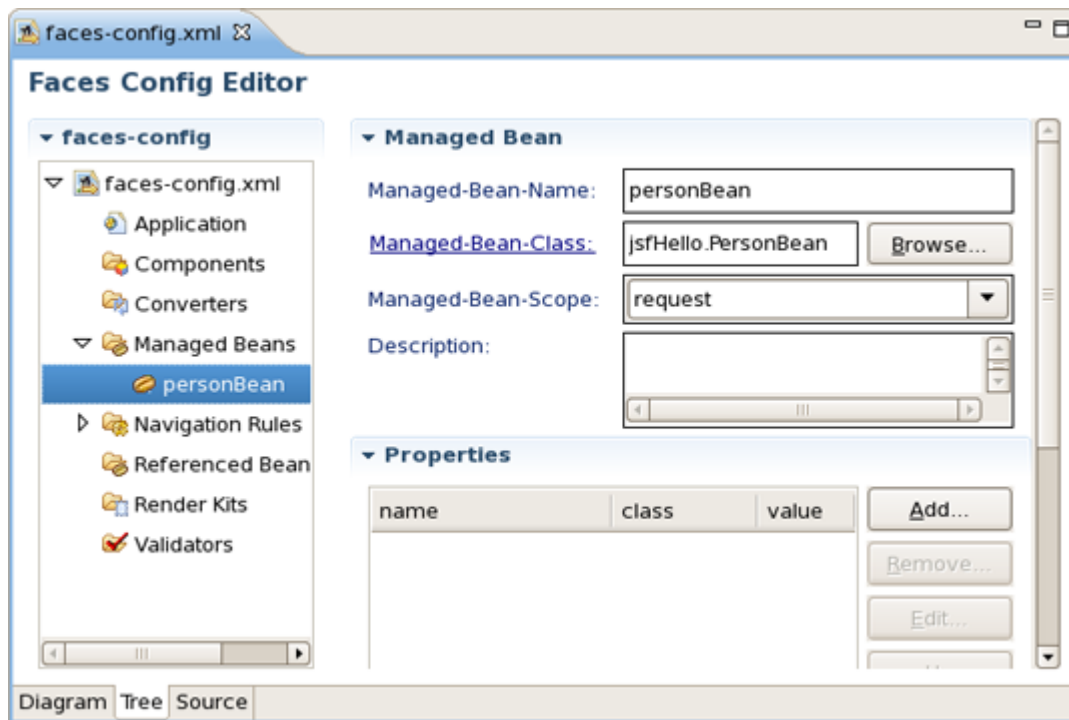 faces-config.xml
Faces Config Editor
faces-config
faces-config.xml
Application
Components
Converters
Managed Beans
personBean
Navigation Rules
Referenced Bean
Render Kits
Validators
Managed Bean
Managed-Bean-Name: personBean
Managed-Bean-Class: jsfHello.PersonBean Browse...
Managed-Bean-Scope: request
Description:
Properties
name class value Add...
Remove...
Edit...
Diagram Tree Source